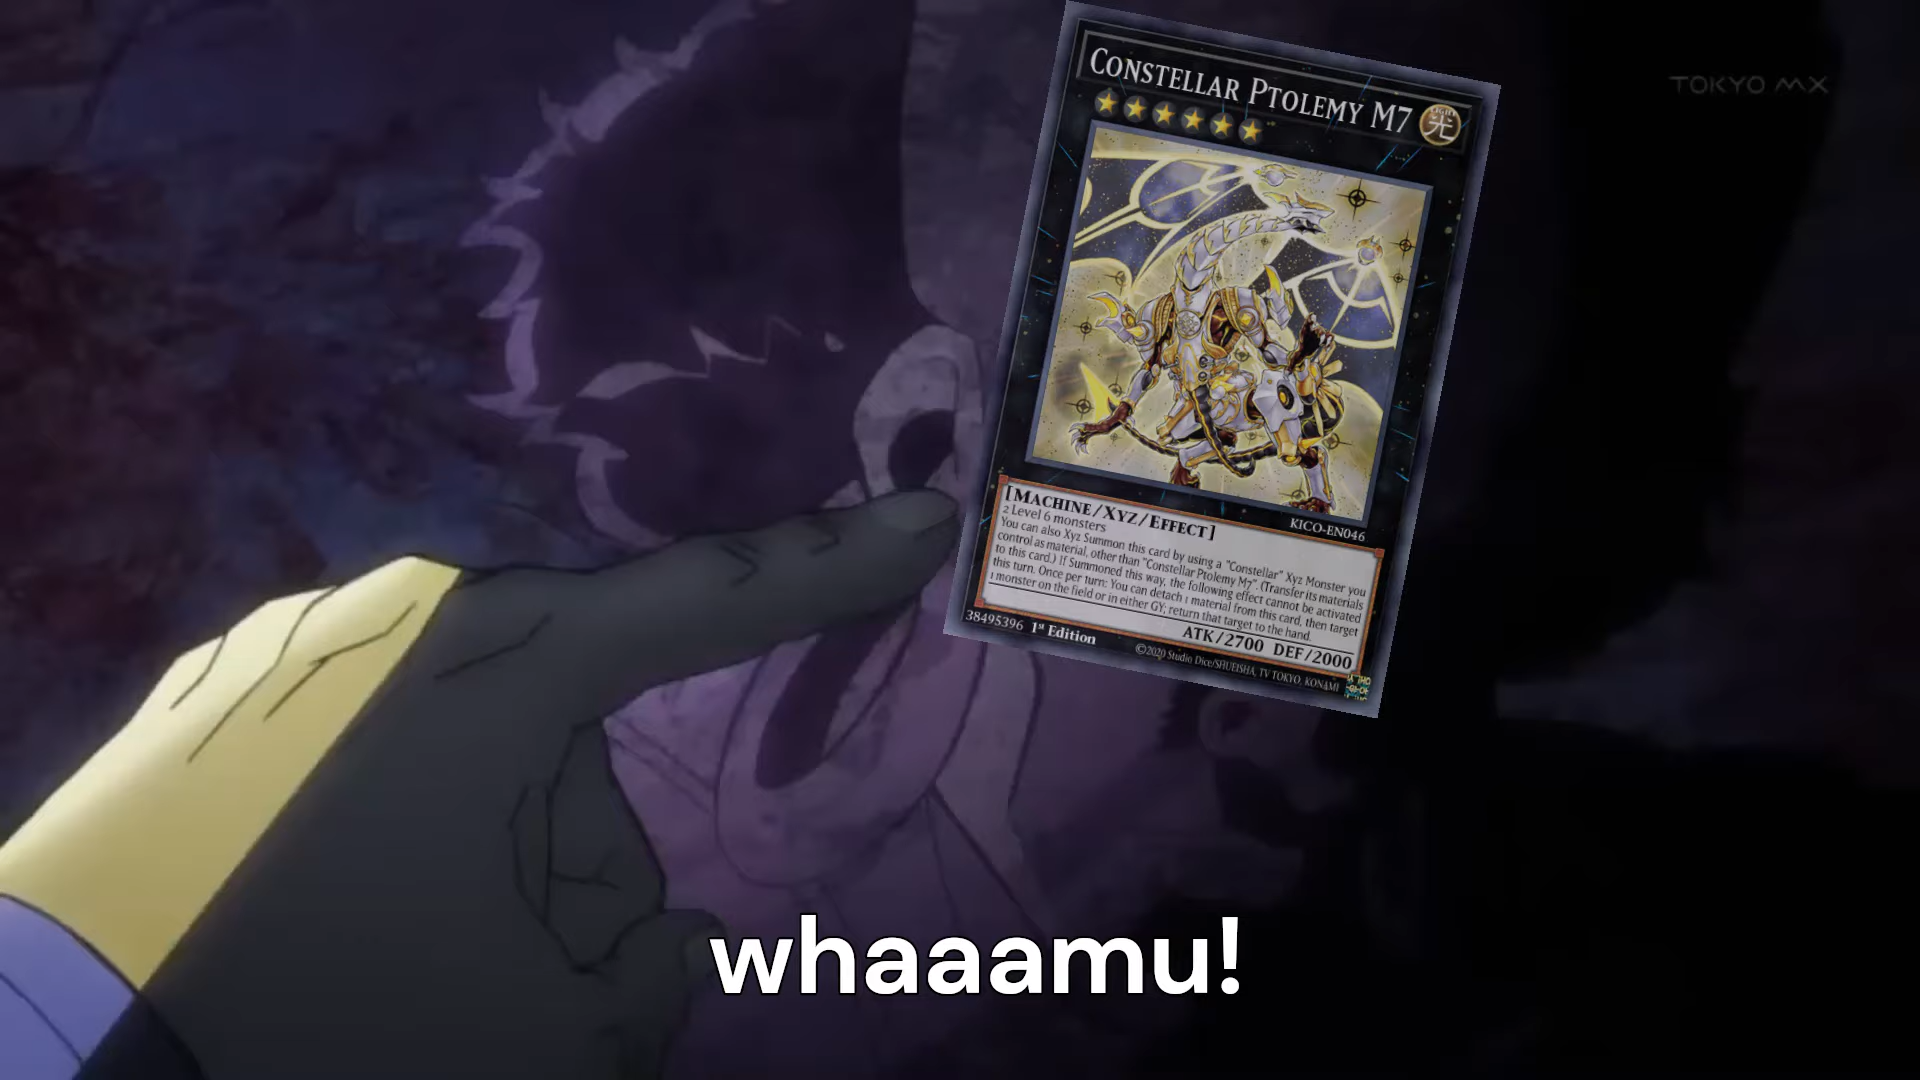 TOKYO MX
CONSTELLAR PTOLEMY M7
LIGHT
光
KICO-EN046
[MACHINE/XYZ/EFFECT]
2 Level 6 monsters
You can also Xyz Summon this card by using a "Constellar" Xyz Monster you
control as material, other than "Constellar Ptolemy M7". (Transfer its materials
to this card.) If Summoned this way, the following effect cannot be activated
this turn. Once per turn: You can detach 1 material from this card, then target
1 monster on the field or in either GY; return that target to the hand.
ATK/2700 DEF/2000
38495396 1st Edition
©2020 Studio Dice/SHUEISHA, TV TOKYO, KONAMI
whaaamu!